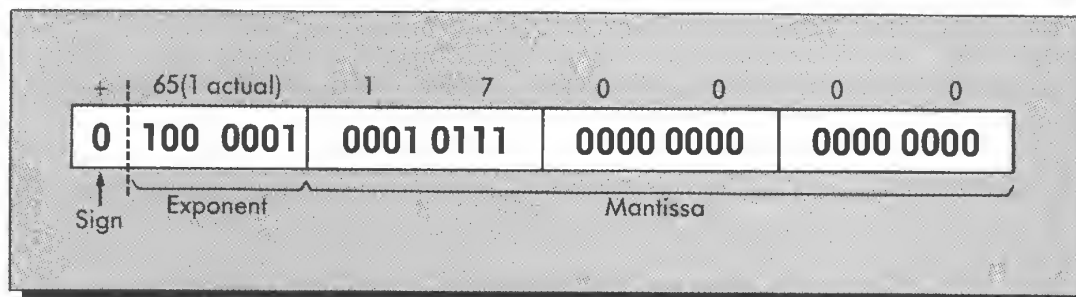 + 65(1 actual) 1 7 0 0 0 0
0 100 0001 0001 0111 0000 0000 0000 0000
Sign Exponent Mantissa